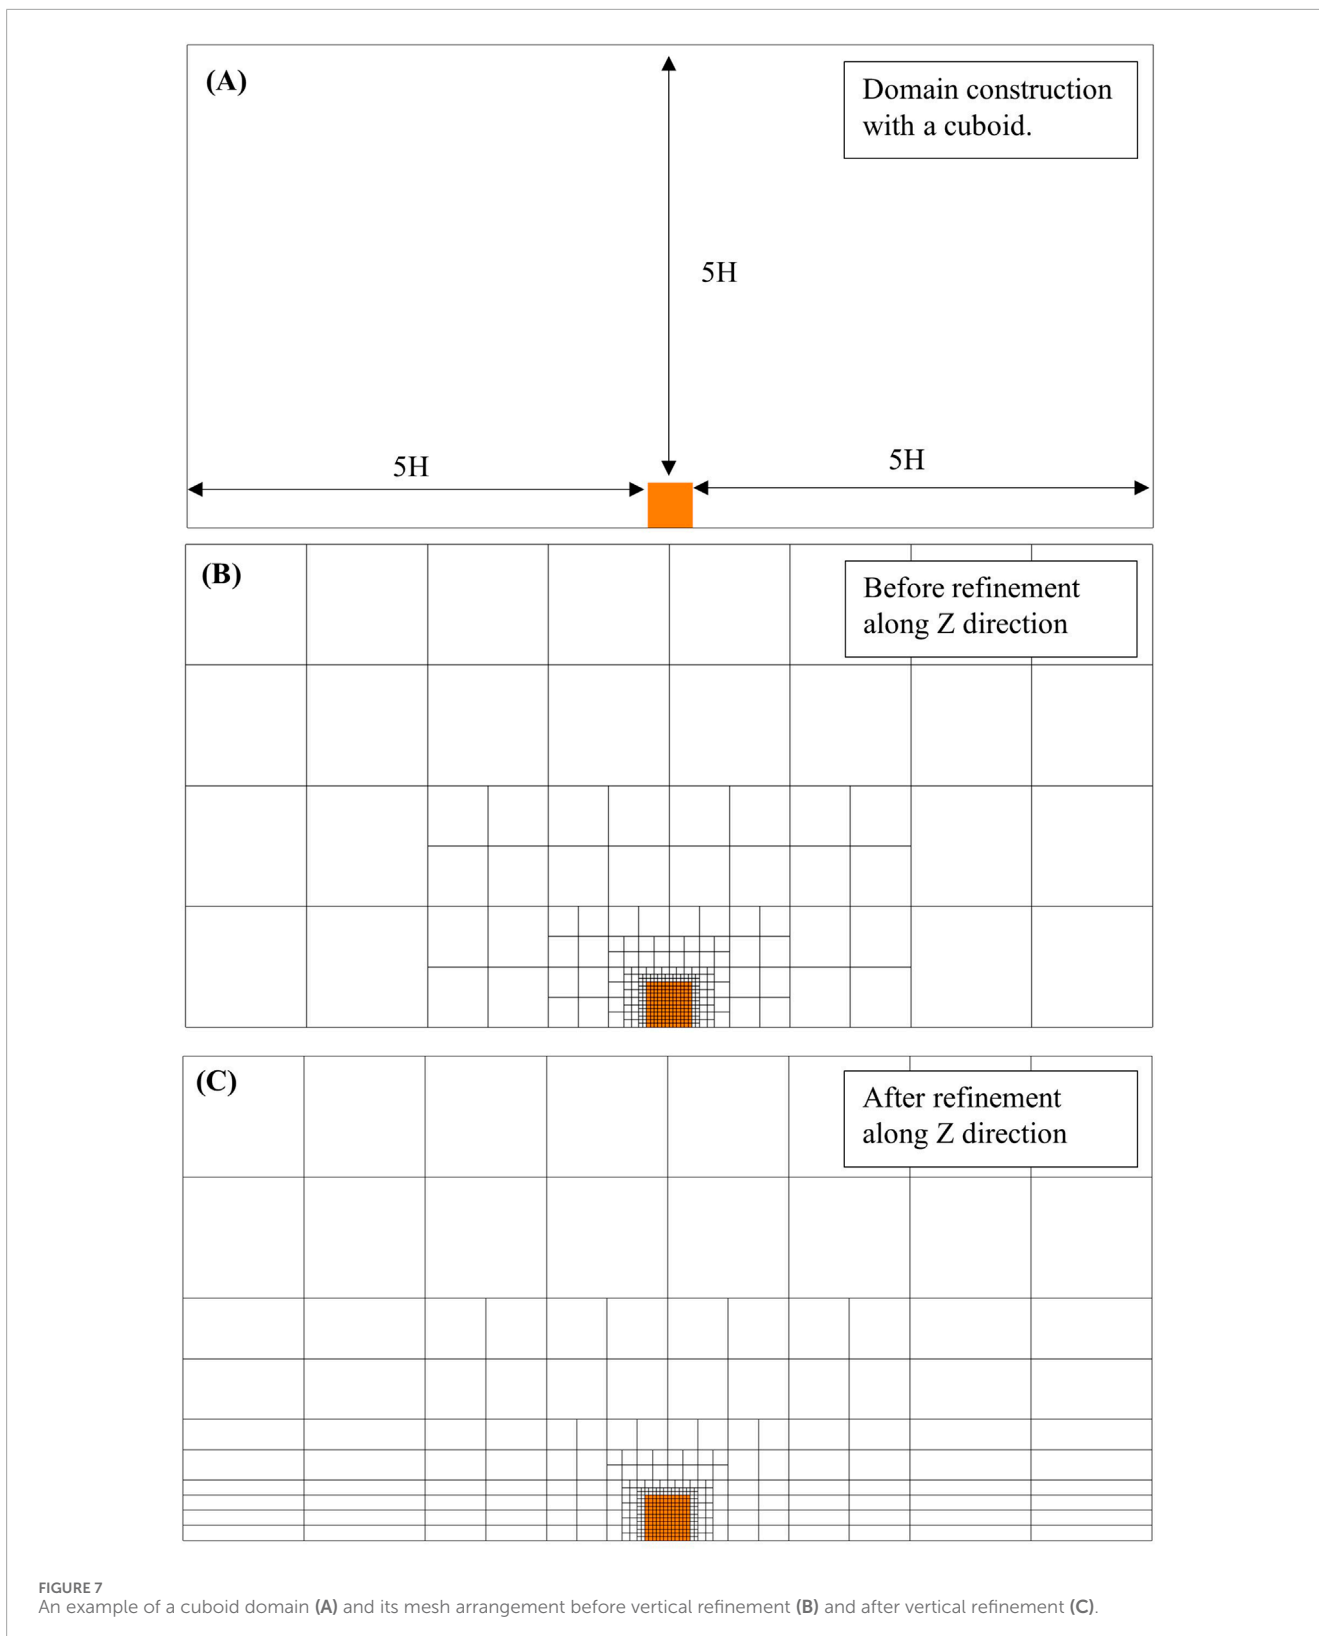 (A)
Domain construction
with a cuboid.
5H
5H
5H
(B)
Before refinement
along Z direction
(C)
After refinement
along Z direction
FIGURE 7
An example of a cuboid domain (A) and its mesh arrangement before vertical refinement (B) and after vertical refinement (C).